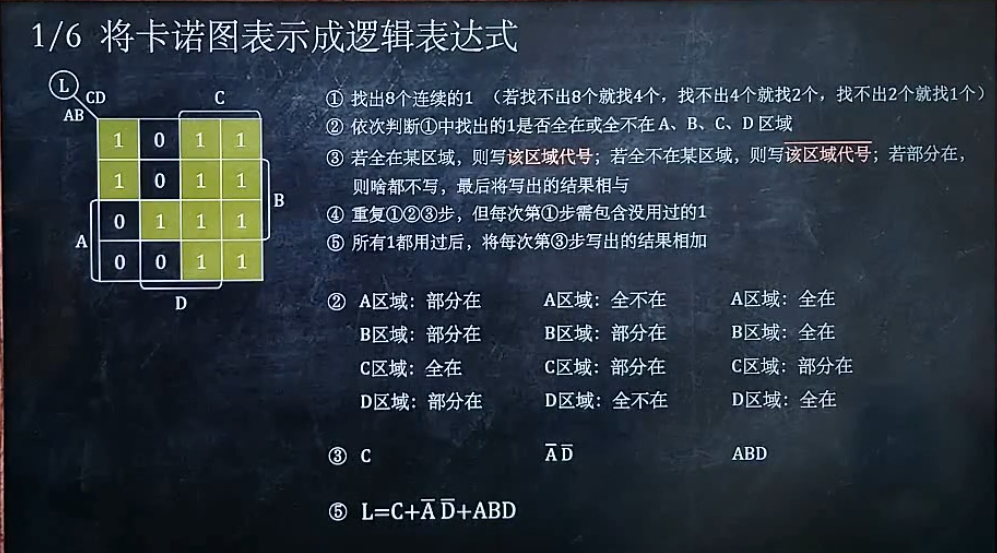 1/6 将卡诺图表示成逻辑表达式
L
CD
C
AB
1 0 1 1
1 0 1 1
B
0 1 1 1
A
0 0 1 1
D
① 找出8个连续的1 （若找不出8个就找4个，找不出4个就找2个，找不出2个就找1个）
② 依次判断①中找出的1是否全在或全不在 A、B、C、D 区域
③ 若全在某区域，则写该区域代号；若全不在某区域，则写该区域代号；若部分在，
则啥都不写，最后将写出的结果相与
④ 重复①②③步，但每次第①步需包含没用过的1
⑤ 所有1都用过后，将每次第③步写出的结果相加
② A区域：部分在 A区域：全不在 A区域：全在
B区域：部分在 B区域：部分在 B区域：全在
C区域：全在 C区域：部分在 C区域：部分在
D区域：部分在 D区域：全不在 D区域：全在
③ C A̅ D̅ ABD
⑤ L=C+A̅ D̅+ABD